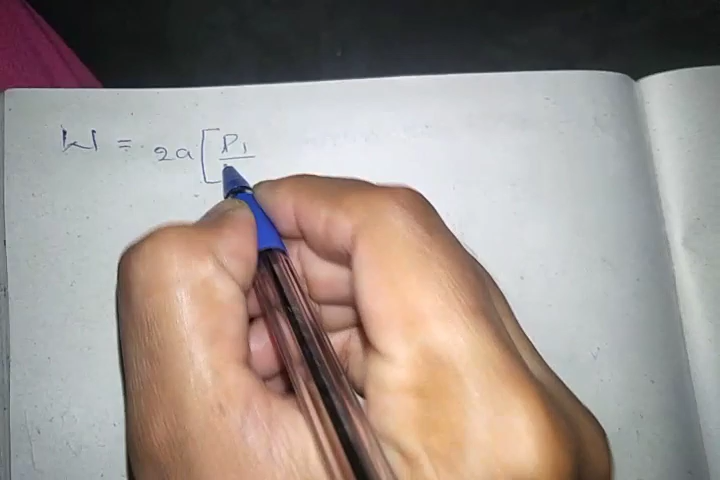 W = 2a [ P1 /